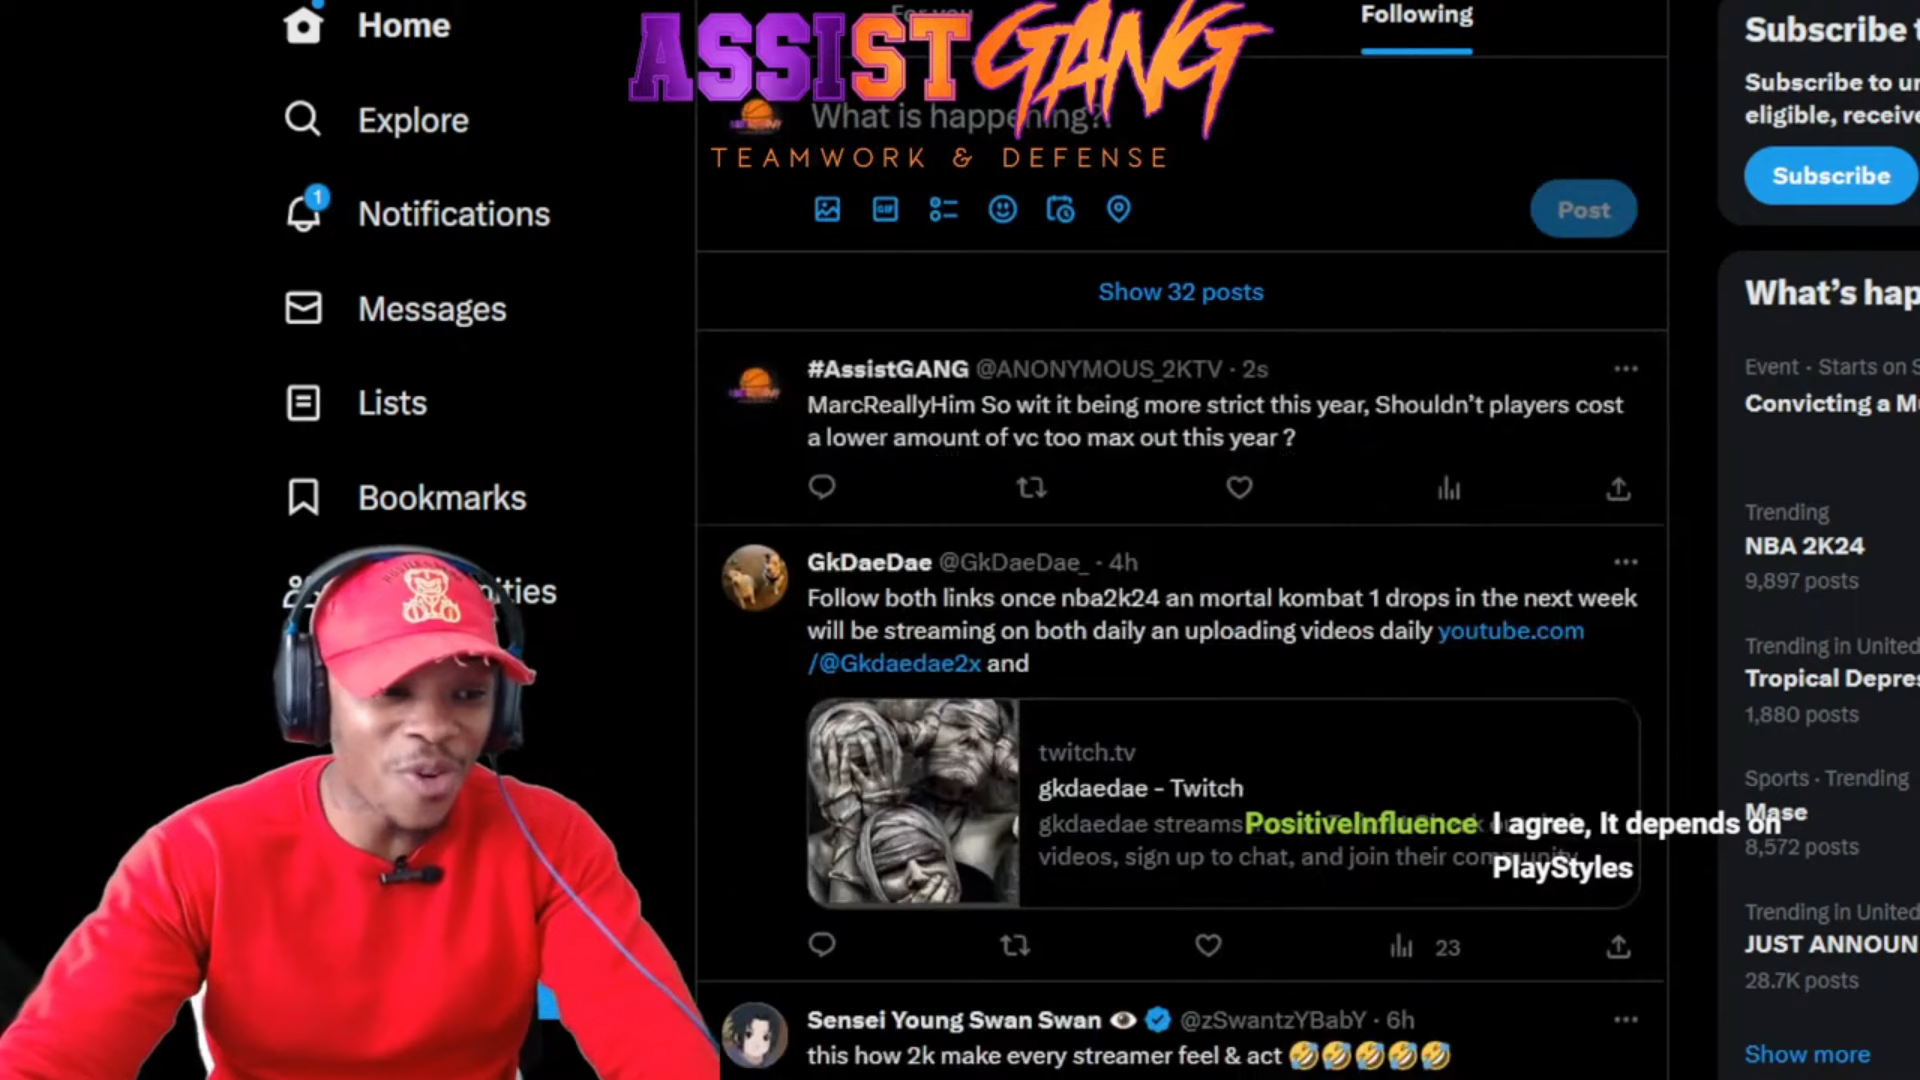 Home
Explore
1
Notifications
Messages
Lists
Bookmarks
For you
Following
ASSIST GANG
What is happening?!
TEAMWORK & DEFENSE
GIF
Post
Show 32 posts
#AssistGANG @ANONYMOUS_2KTV · 2s
MarcReallyHim So wit it being more strict this year, Shouldn't players cost
a lower amount of vc too max out this year ?
GkDaeDae @GkDaeDae_ · 4h
Follow both links once nba2k24 an mortal kombat 1 drops in the next week
will be streaming on both daily an uploading videos daily youtube.com
/@Gkdaedae2x and
twitch.tv
gkdaedae - Twitch
gkdaedae streams
videos, sign up to chat, and join their community
PositiveInfluence I agree, It depends on
PlayStyles
23
Sensei Young Swan Swan 👁 @zSwantzYBabY · 6h
this how 2k make every streamer feel & act 🤣🤣🤣🤣🤣
Subscribe t
Subscribe to un
eligible, receive
Subscribe
What's hap
Event · Starts on S
Convicting a Mu
Trending
NBA 2K24
9,897 posts
Trending in United
Tropical Depres
1,880 posts
Sports · Trending
Mase
8,572 posts
Trending in United
JUST ANNOUN
28.7K posts
Show more